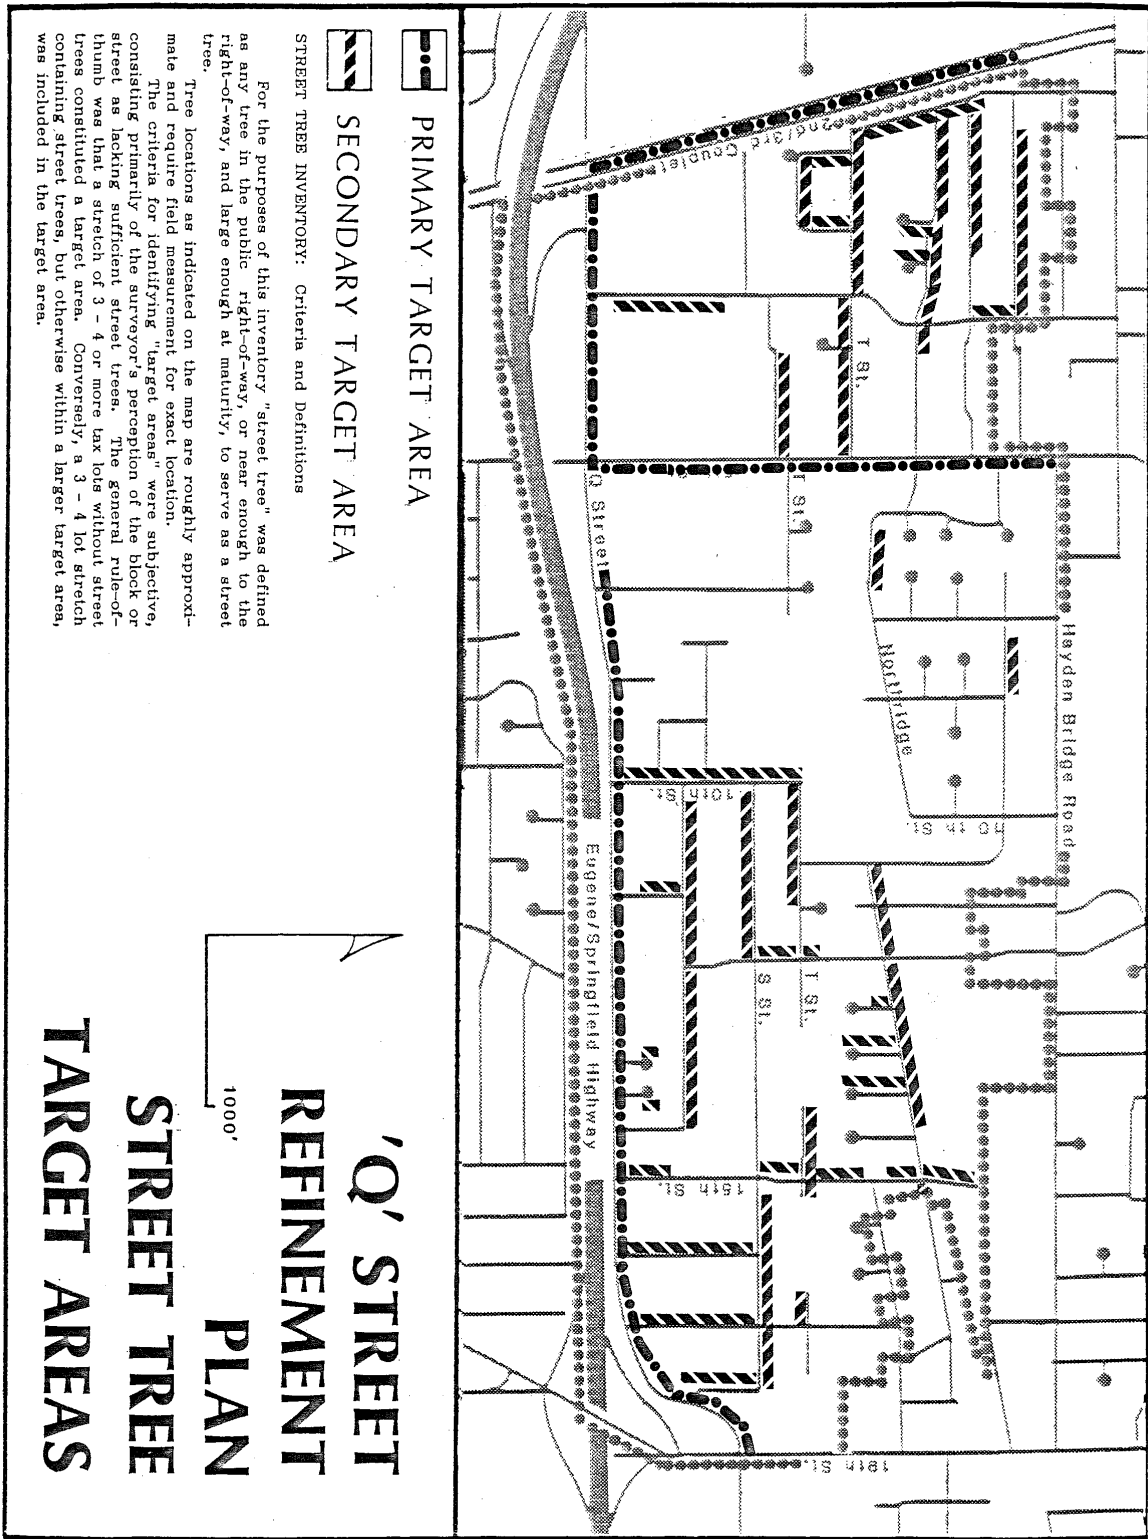 PRIMARY TARGET AREA
SECONDARY TARGET AREA
STREET TREE INVENTORY: Criteria and Definitions
For the purposes of this inventory "street tree" was defined
as any tree in the public right-of-way, or near enough to the
right-of-way, and large enough at maturity, to serve as a street
tree.
Tree locations as indicated on the map are roughly approxi-
mate and require field measurement for exact location.
The criteria for identifying "target areas" were subjective,
consisting primarily of the surveyor's perception of the block or
street as lacking sufficient street trees. The general rule-of-
thumb was that a stretch of 3 - 4 or more tax lots without street
trees constituted a target area. Conversely, a 3 - 4 lot stretch
containing street trees, but otherwise within a larger target area,
was included in the target area.
'Q' STREET
REFINEMENT
PLAN
STREET TREE
TARGET AREAS
1000'
Hayden Bridge Road
2nd/3rd Couplet
T St.
T St.
Q Street
Northridge
10th St.
10th St.
T St.
S St.
Eugene/Springfield Highway
15th St.
19th St.